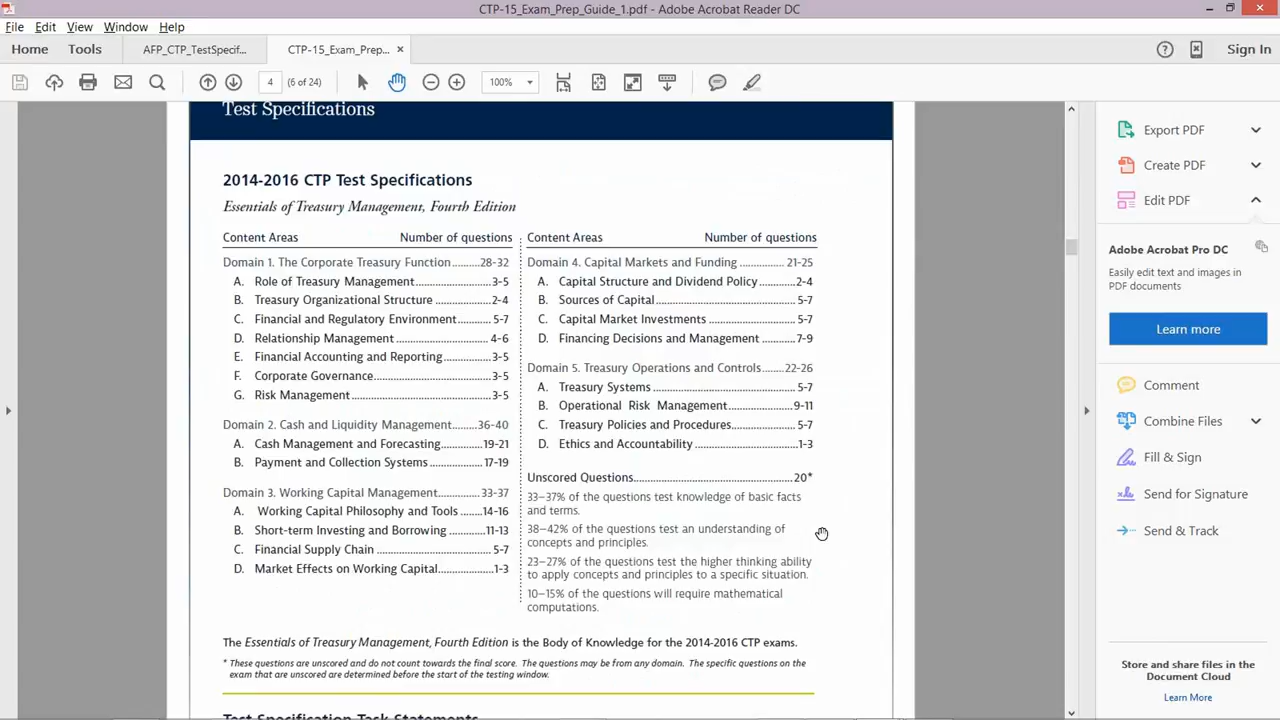 CTP-15_Exam_Prep_Guide_1.pdf - Adobe Acrobat Reader DC
File Edit View Window Help
Home Tools AFP_CTP_TestSpecif... CTP-15_Exam_Prep... × Sign In
4 (6 of 24) 100%
Test Specifications
2014-2016 CTP Test Specifications
Essentials of Treasury Management, Fourth Edition
Content Areas Number of questions
Domain 1. The Corporate Treasury Function.........28-32
A. Role of Treasury Management.........................3-5
B. Treasury Organizational Structure ...................2-4
C. Financial and Regulatory Environment...........5-7
D. Relationship Management ............................... 4-6
E. Financial Accounting and Reporting................3-5
F. Corporate Governance.......................................3-5
G. Risk Management...............................................3-5
Domain 2. Cash and Liquidity Management.........36-40
A. Cash Management and Forecasting..............19-21
B. Payment and Collection Systems ..................17-19
Domain 3. Working Capital Management.............33-37
A. Working Capital Philosophy and Tools .......14-16
B. Short-term Investing and Borrowing ............11-13
C. Financial Supply Chain ..................................... 5-7
D. Market Effects on Working Capital..................1-3
Content Areas Number of questions
Domain 4. Capital Markets and Funding ............... 21-25
A. Capital Structure and Dividend Policy............2-4
B. Sources of Capital............................................... 5-7
C. Capital Market Investments .............................. 5-7
D. Financing Decisions and Management ............7-9
Domain 5. Treasury Operations and Controls.......22-26
A. Treasury Systems ................................................ 5-7
B. Operational Risk Management......................9-11
C. Treasury Policies and Procedures.....................5-7
D. Ethics and Accountability ..................................1-3
Unscored Questions.....................................................20*
33–37% of the questions test knowledge of basic facts
and terms.
38–42% of the questions test an understanding of
concepts and principles.
23–27% of the questions test the higher thinking ability
to apply concepts and principles to a specific situation.
10–15% of the questions will require mathematical
computations.
The Essentials of Treasury Management, Fourth Edition is the Body of Knowledge for the 2014-2016 CTP exams.
* These questions are unscored and do not count towards the final score. The questions may be from any domain. The specific questions on the
exam that are unscored are determined before the start of the testing window.
Test Specification Task Statements
Export PDF
Create PDF
Edit PDF
Adobe Acrobat Pro DC
Easily edit text and images in
PDF documents
Learn more
Comment
Combine Files
Fill & Sign
Send for Signature
Send & Track
Store and share files in the
Document Cloud
Learn More